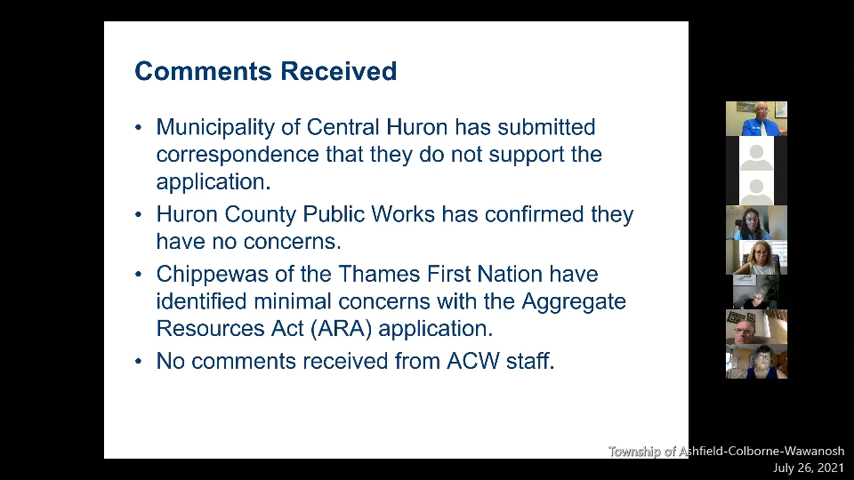 Comments Received
• Municipality of Central Huron has submitted
correspondence that they do not support the
application.
• Huron County Public Works has confirmed they
have no concerns.
• Chippewas of the Thames First Nation have
identified minimal concerns with the Aggregate
Resources Act (ARA) application.
• No comments received from ACW staff.
Township of Ashfield-Colborne-Wawanosh
July 26, 2021